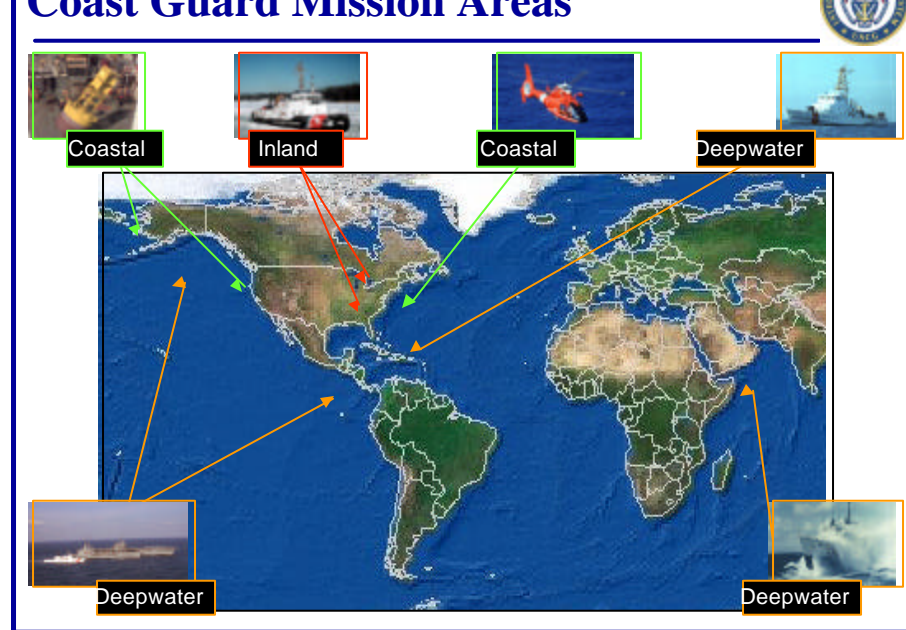 Coast Guard Mission Areas
Coastal
Inland
Coastal
Deepwater
Deepwater
Deepwater